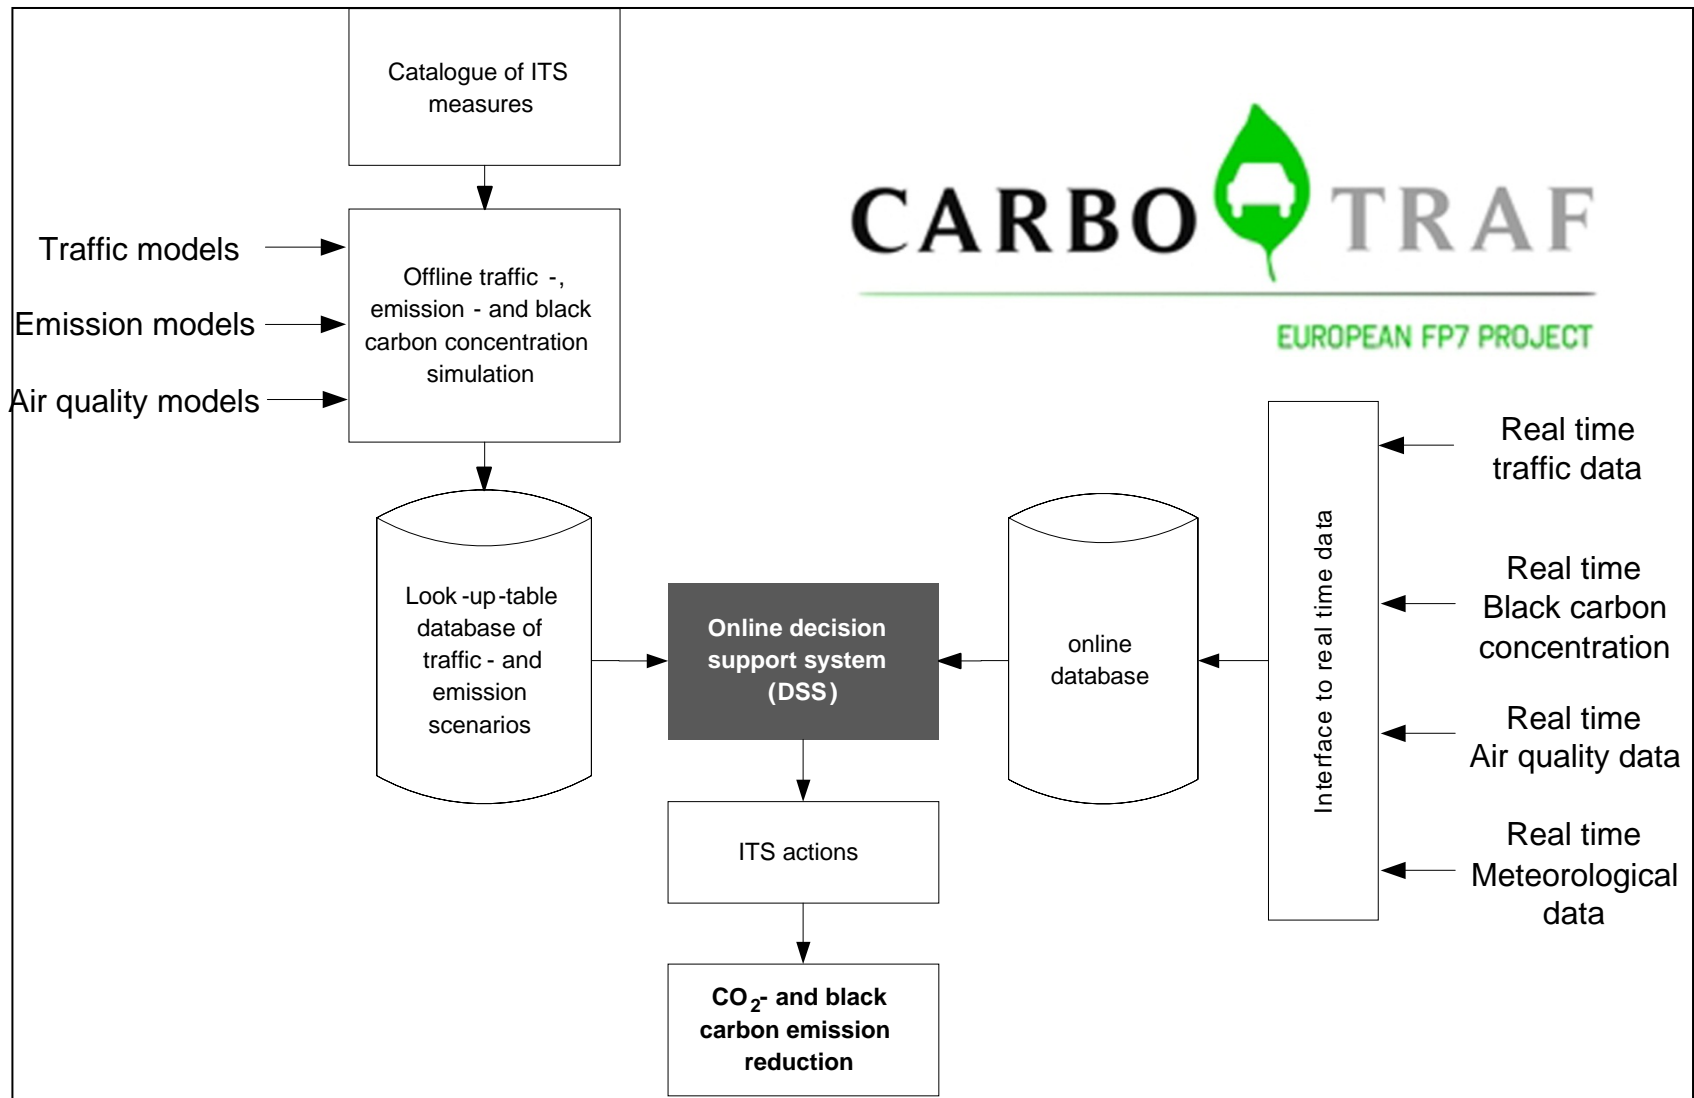 Catalogue of ITS
measures
CARBO TRAF
EUROPEAN FP7 PROJECT
Traffic models
Emission models
Air quality models
Offline traffic -,
emission - and black
carbon concentration
simulation
Look -up-table
database of
traffic - and
emission
scenarios
Online decision
support system
(DSS)
online
database
Interface to real time data
Real time
traffic data
Real time
Black carbon
concentration
Real time
Air quality data
Real time
Meteorological
data
ITS actions
CO2- and black
carbon emission
reduction